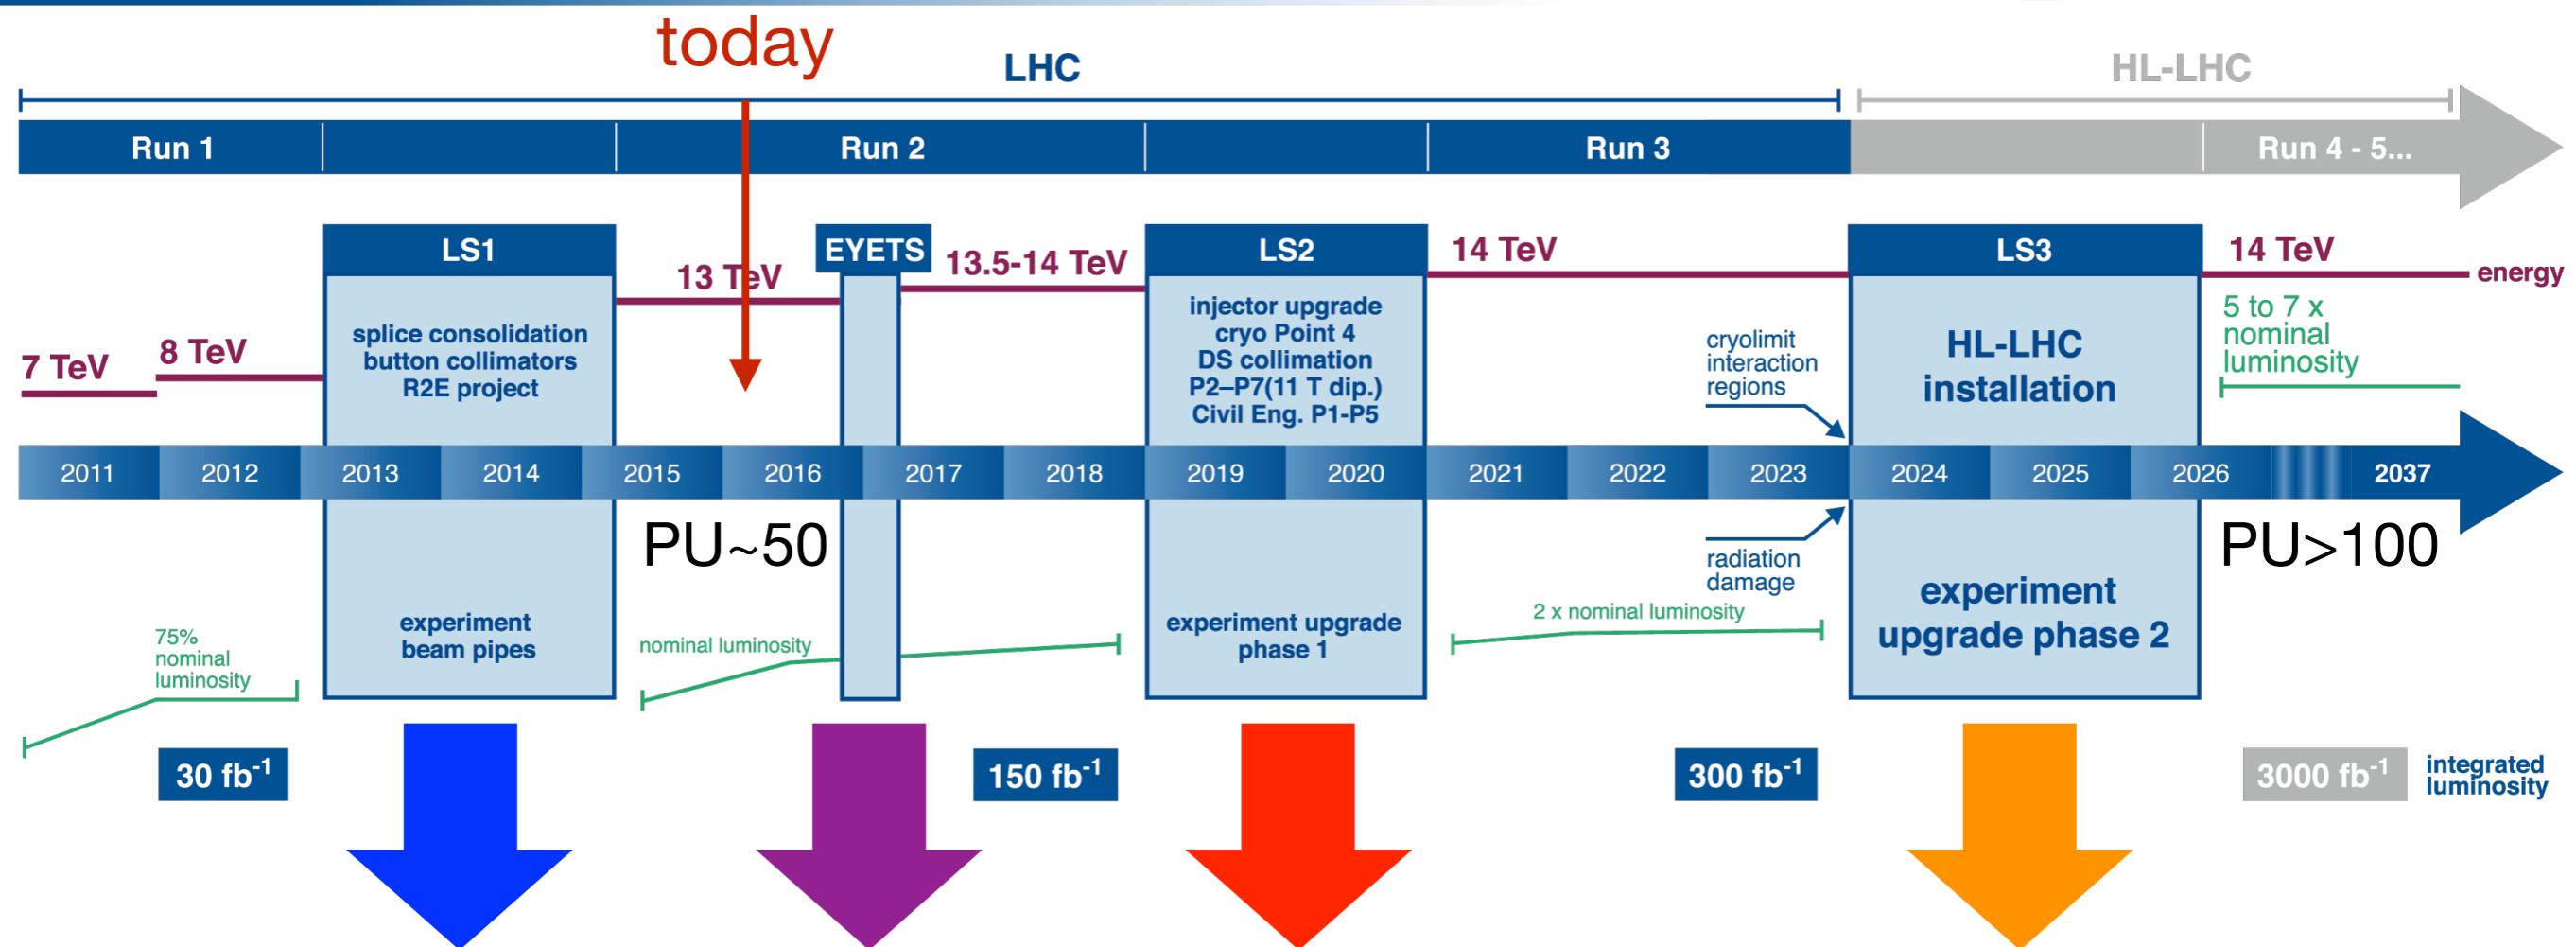 today
LHC
HL-LHC
Run 1
Run 2
Run 3
Run 4 - 5...
LS1
EYETS
LS2
LS3
7 TeV
8 TeV
13 TeV
13.5-14 TeV
14 TeV
14 TeV
energy
splice consolidation
button collimators
R2E project
injector upgrade
cryo Point 4
DS collimation
P2–P7(11 T dip.)
Civil Eng. P1-P5
cryolimit
interaction
regions
HL-LHC
installation
5 to 7 x
nominal
luminosity
2011
2012
2013
2014
2015
2016
2017
2018
2019
2020
2021
2022
2023
2024
2025
2026
2037
PU~50
PU>100
radiation
damage
75%
nominal
luminosity
experiment
beam pipes
nominal luminosity
experiment upgrade
phase 1
2 x nominal luminosity
experiment
upgrade phase 2
30 fb⁻¹
150 fb⁻¹
300 fb⁻¹
3000 fb⁻¹
integrated
luminosity